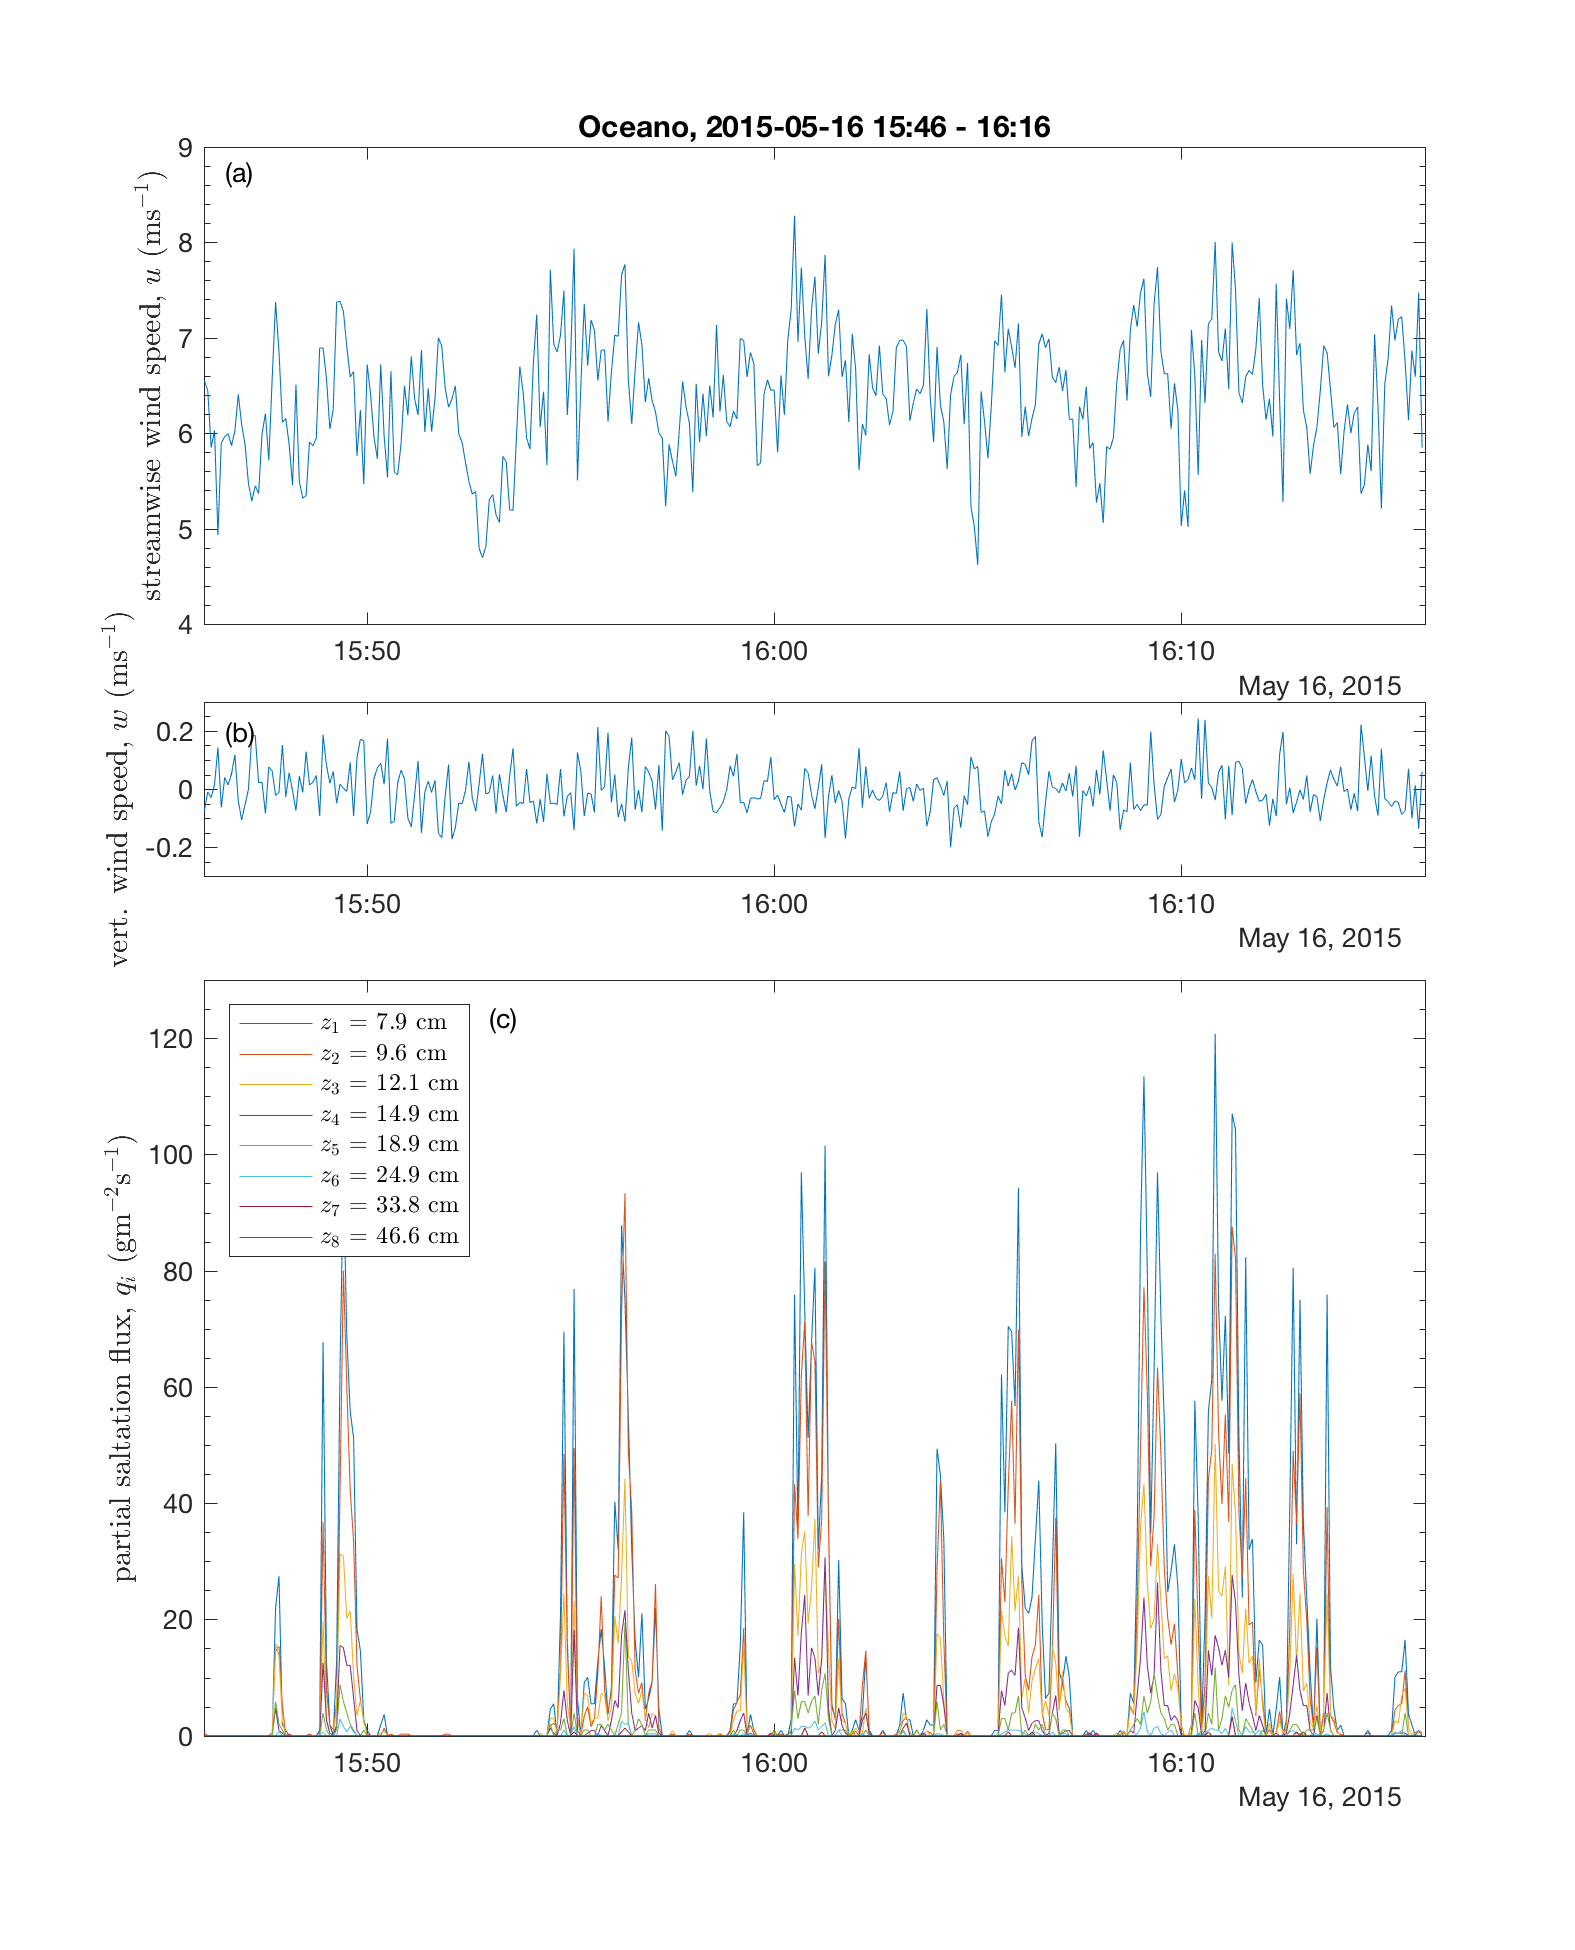 Oceano, 2015-05-16 15:46 - 16:16
(a)
streamwise wind speed, u (ms⁻¹)
9
8
7
6
5
4
15:50 16:00 16:10
May 16, 2015
(b)
vert. wind speed, w (ms⁻¹)
0.2
0
-0.2
15:50 16:00 16:10
May 16, 2015
(c)
partial saltation flux, qᵢ (gm⁻²s⁻¹)
120
100
80
60
40
20
0
z₁ = 7.9 cm
z₂ = 9.6 cm
z₃ = 12.1 cm
z₄ = 14.9 cm
z₅ = 18.9 cm
z₆ = 24.9 cm
z₇ = 33.8 cm
z₈ = 46.6 cm
15:50 16:00 16:10
May 16, 2015